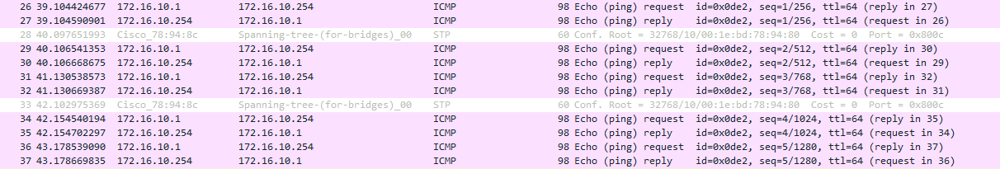 26 39.104424677 172.16.10.1 172.16.10.254 ICMP 98 Echo (ping) request id=0x0de2, seq=1/256, ttl=64 (reply in 27)
27 39.104590901 172.16.10.254 172.16.10.1 ICMP 98 Echo (ping) reply id=0x0de2, seq=1/256, ttl=64 (request in 26)
28 40.097651993 Cisco_78:94:8c Spanning-tree-(for-bridges)_00 STP 60 Conf. Root = 32768/10/00:1e:bd:78:94:80 Cost = 0 Port = 0x800c
29 40.106541353 172.16.10.1 172.16.10.254 ICMP 98 Echo (ping) request id=0x0de2, seq=2/512, ttl=64 (reply in 30)
30 40.106668675 172.16.10.254 172.16.10.1 ICMP 98 Echo (ping) reply id=0x0de2, seq=2/512, ttl=64 (request in 29)
31 41.130538573 172.16.10.1 172.16.10.254 ICMP 98 Echo (ping) request id=0x0de2, seq=3/768, ttl=64 (reply in 32)
32 41.130669387 172.16.10.254 172.16.10.1 ICMP 98 Echo (ping) reply id=0x0de2, seq=3/768, ttl=64 (request in 31)
33 42.102975369 Cisco_78:94:8c Spanning-tree-(for-bridges)_00 STP 60 Conf. Root = 32768/10/00:1e:bd:78:94:80 Cost = 0 Port = 0x800c
34 42.154540194 172.16.10.1 172.16.10.254 ICMP 98 Echo (ping) request id=0x0de2, seq=4/1024, ttl=64 (reply in 35)
35 42.154702297 172.16.10.254 172.16.10.1 ICMP 98 Echo (ping) reply id=0x0de2, seq=4/1024, ttl=64 (request in 34)
36 43.178539090 172.16.10.1 172.16.10.254 ICMP 98 Echo (ping) request id=0x0de2, seq=5/1280, ttl=64 (reply in 37)
37 43.178669835 172.16.10.254 172.16.10.1 ICMP 98 Echo (ping) reply id=0x0de2, seq=5/1280, ttl=64 (request in 36)